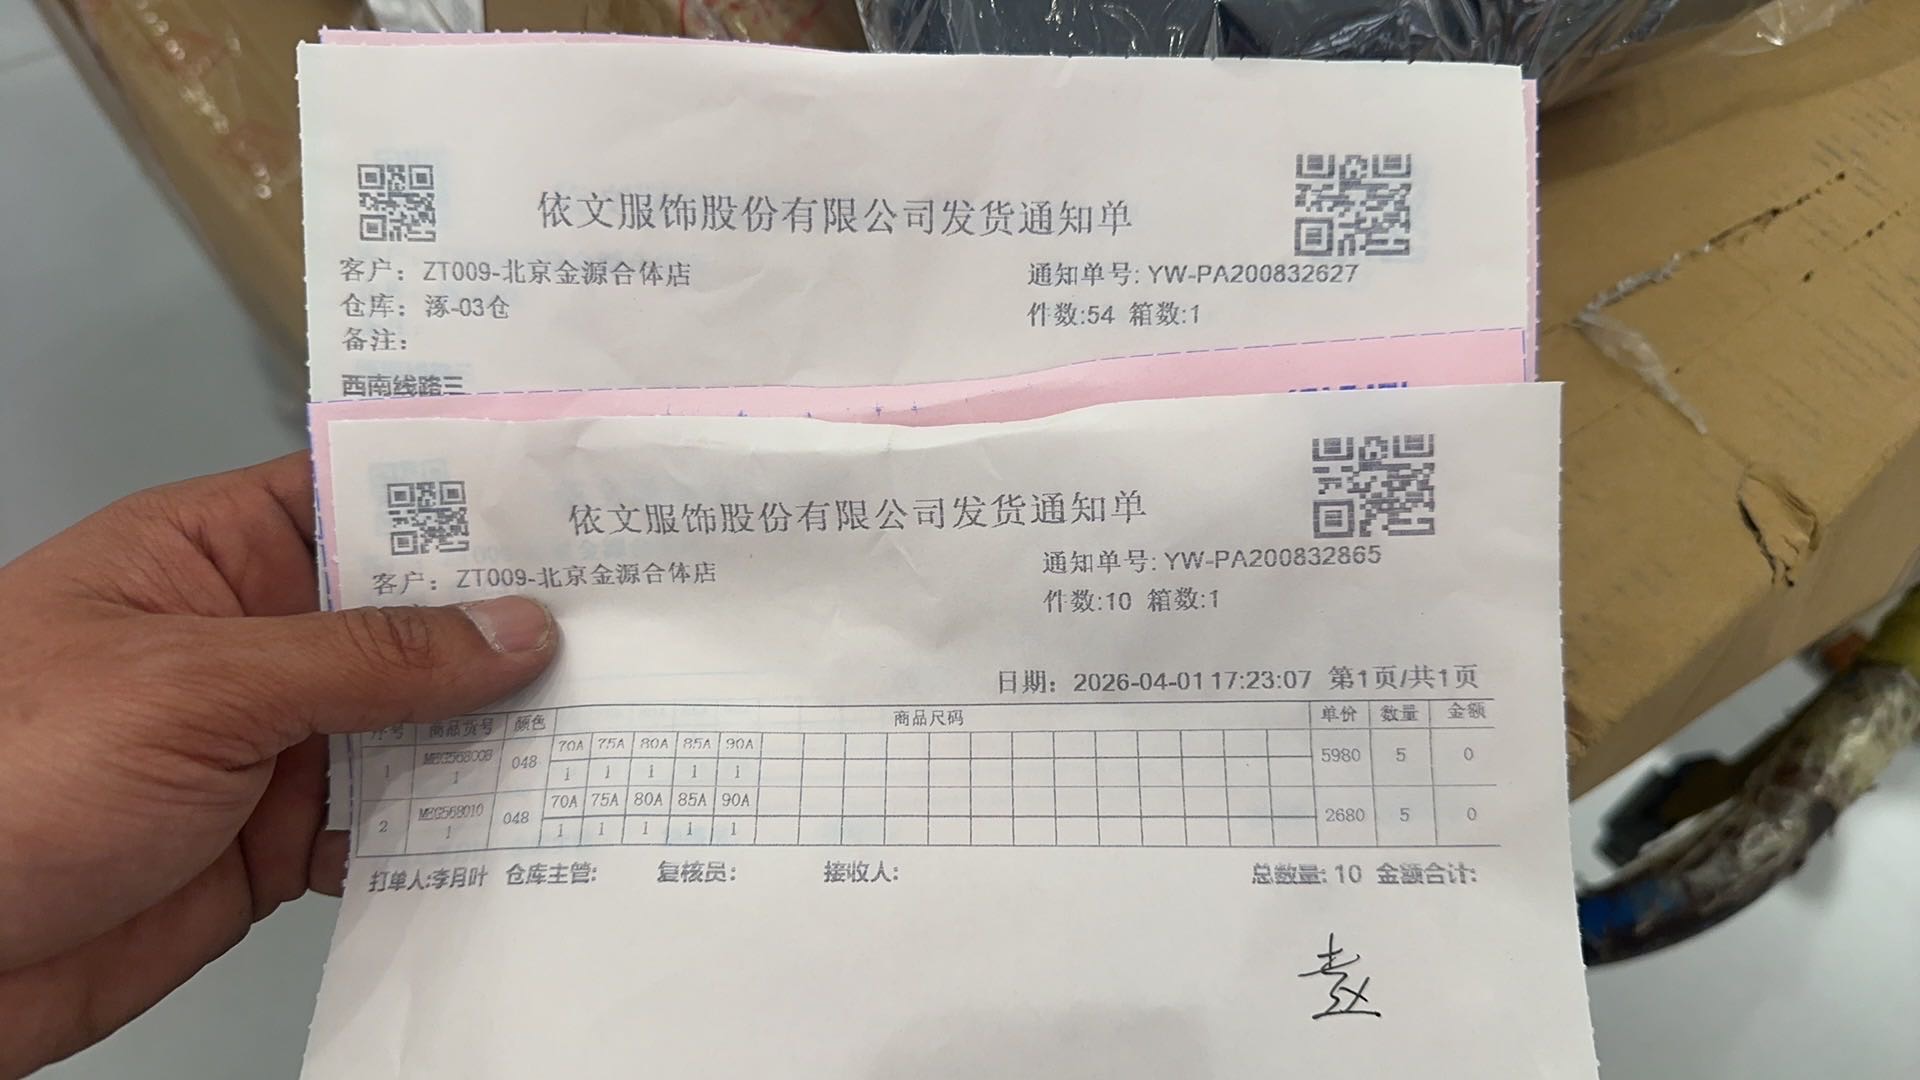 依文服饰股份有限公司发货通知单
客户：ZT009-北京金源合体店
通知单号: YW-PA200832627
仓库：涿-03仓
件数:54 箱数:1
备注：
西南线路三
依文服饰股份有限公司发货通知单
客户：ZT009-北京金源合体店
通知单号: YW-PA200832865
件数:10 箱数:1
日期：2026-04-01 17:23:07 第1页/共1页
序号 商品货号 颜色 商品尺码 单价 数量 金额
70A 75A 80A 85A 90A
1 048 5980 5 0
1 1 1 1 1 1
70A 75A 80A 85A 90A
2 048 2680 5 0
1 1 1 1 1 1
打单人:李月叶 仓库主管: 复核员： 接收人: 总数量: 10 金额合计: